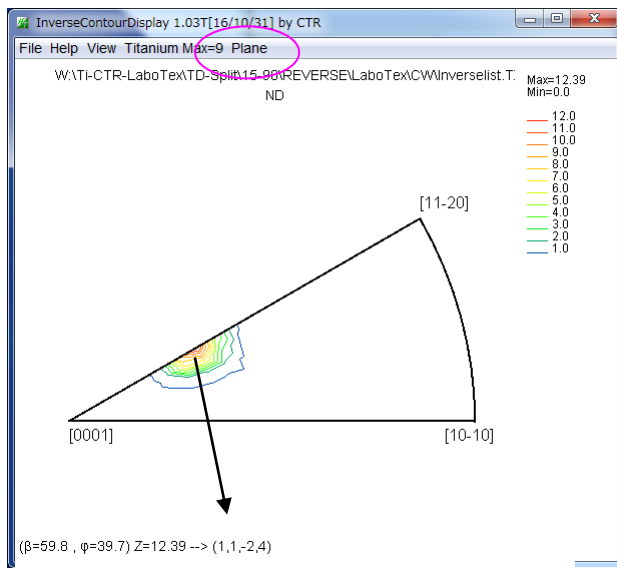 InverseContourDisplay 1.03T[16/10/31] by CTR
File Help View Titanium Max=9 Plane
W:\Ti-CTR-LaboTex\TD-Split\15-90\REVERSE\LaboTex\CW\Inverselist.T
ND
Max=12.39
Min=0.0
12.0
11.0
10.0
9.0
8.0
7.0
6.0
5.0
4.0
3.0
2.0
1.0
[11-20]
[0001]
[10-10]
(β=59.8 , φ=39.7) Z=12.39 --> (1,1,-2,4)